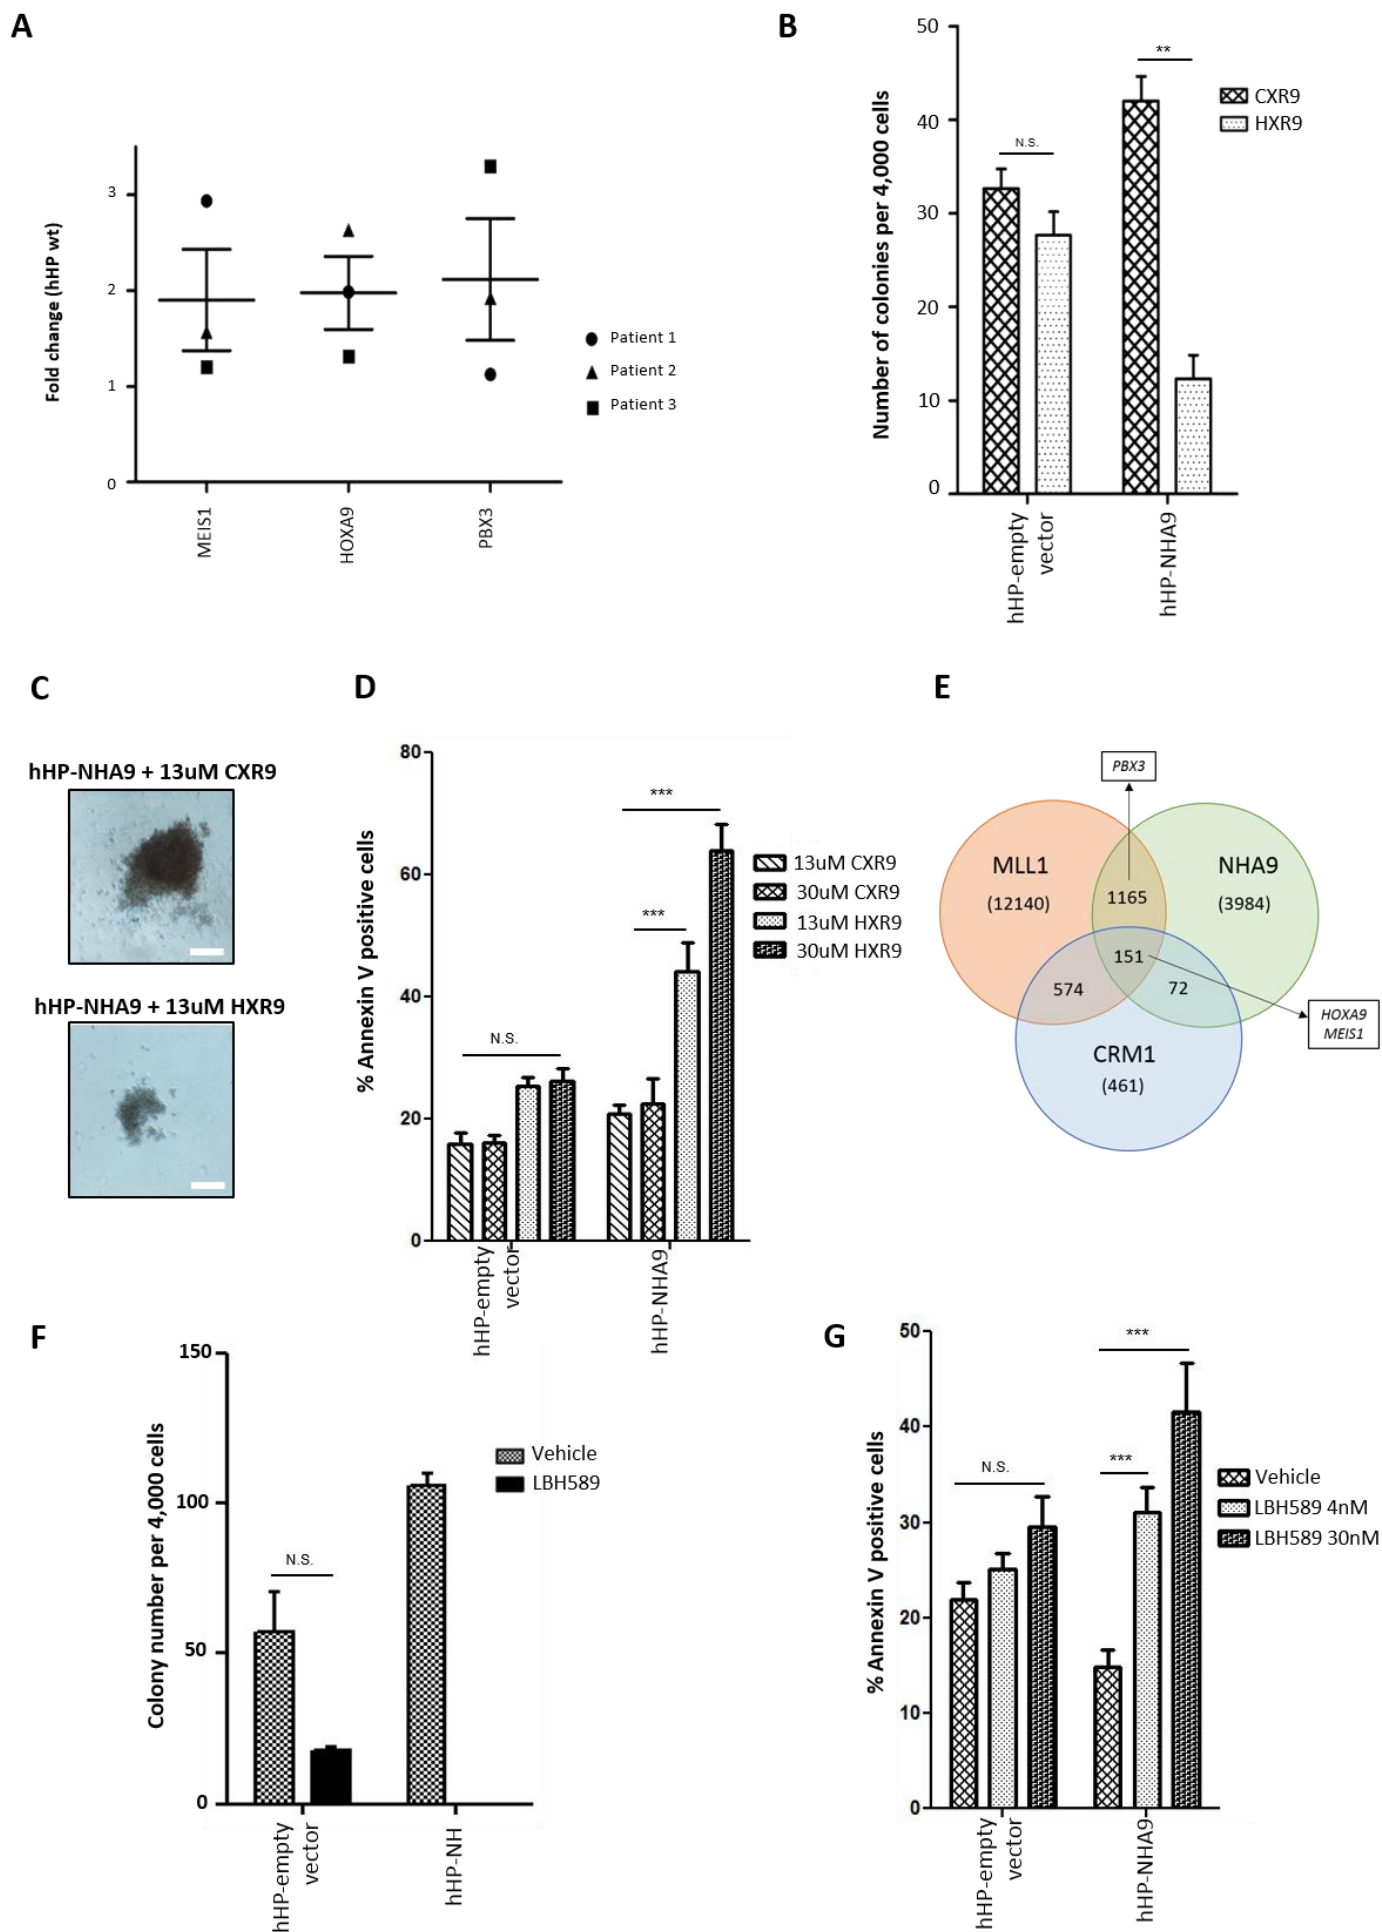 A
Fold change (hHP wt)
3
2
1
0
MEIS1
HOXA9
PBX3
Patient 1
Patient 2
Patient 3
B
Number of colonies per 4,000 cells
50
40
30
20
10
0
N.S.
**
CXR9
HXR9
hHP-empty
vector
hHP-NHA9
C
hHP-NHA9 + 13uM CXR9
hHP-NHA9 + 13uM HXR9
D
% Annexin V positive cells
80
60
40
20
0
N.S.
***
***
13uM CXR9
30uM CXR9
13uM HXR9
30uM HXR9
hHP-empty
vector
hHP-NHA9
E
PBX3
MLL1
(12140)
NHA9
(3984)
1165
151
574
72
CRM1
(461)
HOXA9
MEIS1
F
Colony number per 4,000 cells
150
100
50
0
N.S.
Vehicle
LBH589
hHP-empty
vector
hHP-NH
G
% Annexin V positive cells
50
40
30
20
10
0
N.S.
***
***
Vehicle
LBH589 4nM
LBH589 30nM
hHP-empty
vector
hHP-NHA9